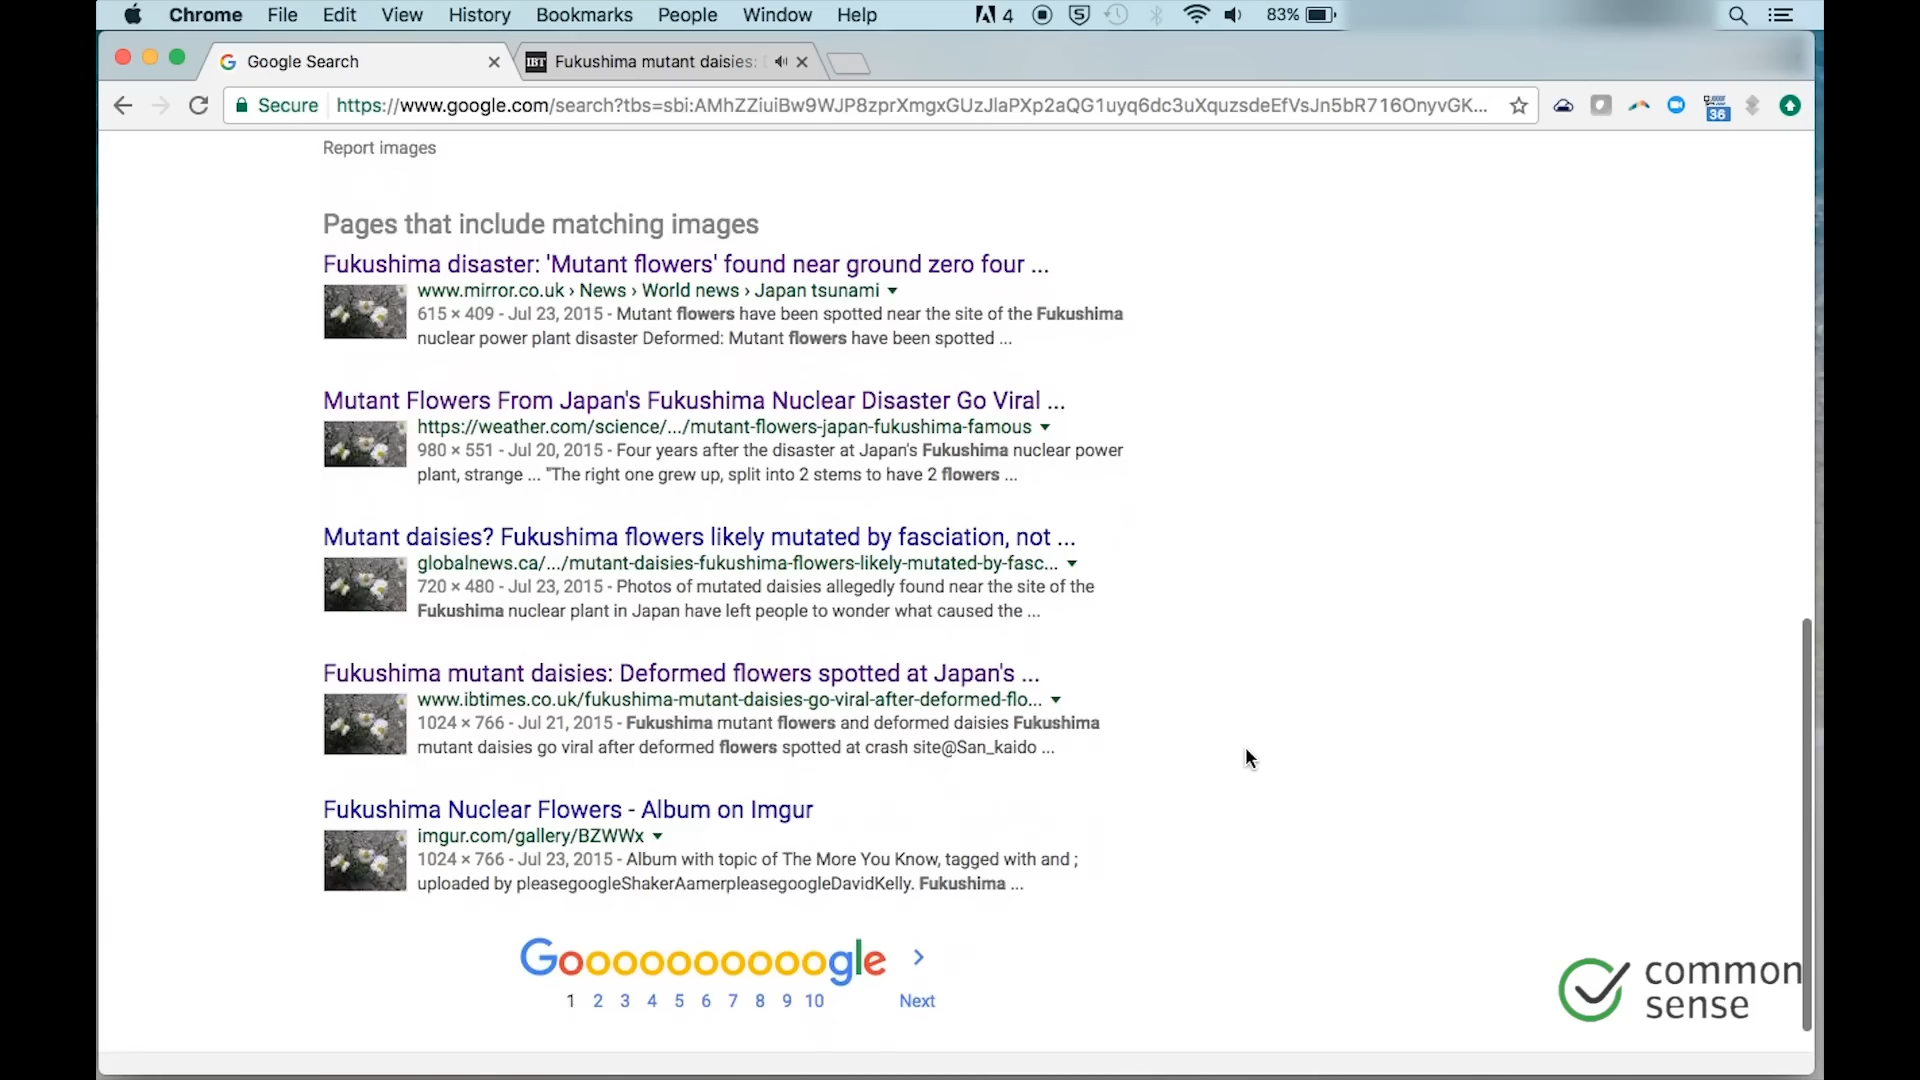 Chrome File Edit View History Bookmarks People Window Help 4 5 83%
Google Search
IBT Fukushima mutant daisies:
Secure https://www.google.com/search?tbs=sbi:AMhZZiuiBw9WJP8zprXmgxGUzJlaPXp2aQG1uyq6dc3uXquzsdeEfVsJn5bR716OnyvGK... 36
Report images
Pages that include matching images
Fukushima disaster: 'Mutant flowers' found near ground zero four ...
www.mirror.co.uk › News › World news › Japan tsunami
615 × 409 - Jul 23, 2015 - Mutant flowers have been spotted near the site of the Fukushima
nuclear power plant disaster Deformed: Mutant flowers have been spotted ...
Mutant Flowers From Japan's Fukushima Nuclear Disaster Go Viral ...
https://weather.com/science/.../mutant-flowers-japan-fukushima-famous
980 × 551 - Jul 20, 2015 - Four years after the disaster at Japan's Fukushima nuclear power
plant, strange ... "The right one grew up, split into 2 stems to have 2 flowers ...
Mutant daisies? Fukushima flowers likely mutated by fasciation, not ...
globalnews.ca/.../mutant-daisies-fukushima-flowers-likely-mutated-by-fasc...
720 × 480 - Jul 23, 2015 - Photos of mutated daisies allegedly found near the site of the
Fukushima nuclear plant in Japan have left people to wonder what caused the ...
Fukushima mutant daisies: Deformed flowers spotted at Japan's ...
www.ibtimes.co.uk/fukushima-mutant-daisies-go-viral-after-deformed-flo...
1024 × 766 - Jul 21, 2015 - Fukushima mutant flowers and deformed daisies Fukushima
mutant daisies go viral after deformed flowers spotted at crash site@San_kaido ...
Fukushima Nuclear Flowers - Album on Imgur
imgur.com/gallery/BZWWx
1024 × 766 - Jul 23, 2015 - Album with topic of The More You Know, tagged with and ;
uploaded by pleasegoogleShakerAamerpleasegoogleDavidKelly. Fukushima ...
Goooooooooogle
1 2 3 4 5 6 7 8 9 10 Next
common
sense